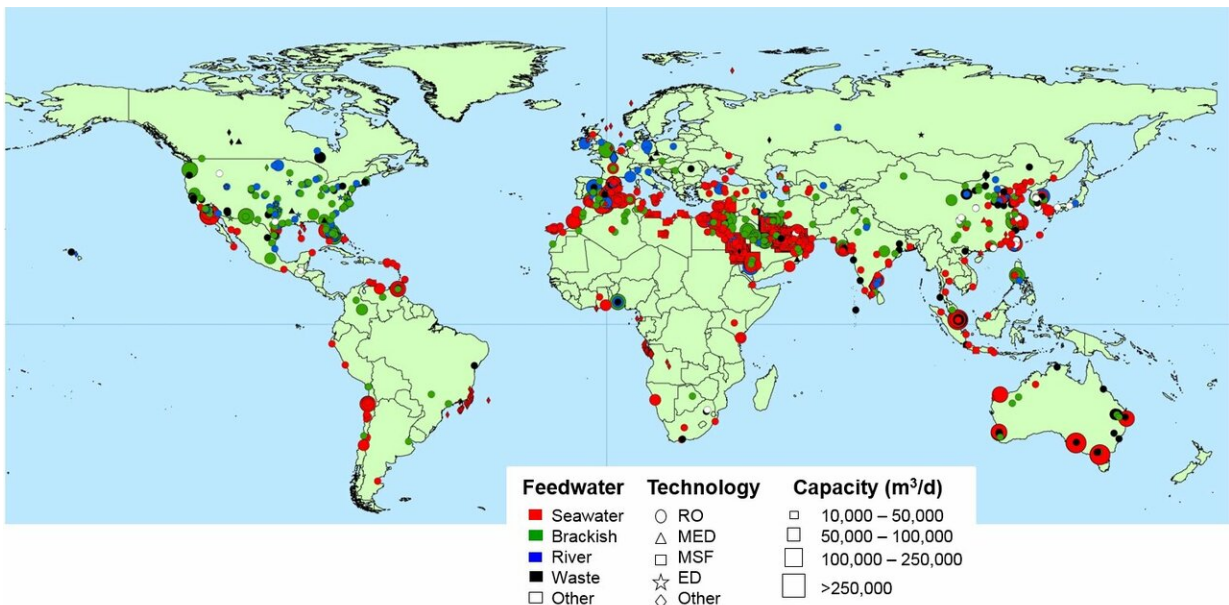 Feedwater
Seawater
Brackish
River
Waste
Other
Technology
RO
MED
MSF
ED
Other
Capacity (m³/d)
10,000 – 50,000
50,000 – 100,000
100,000 – 250,000
>250,000